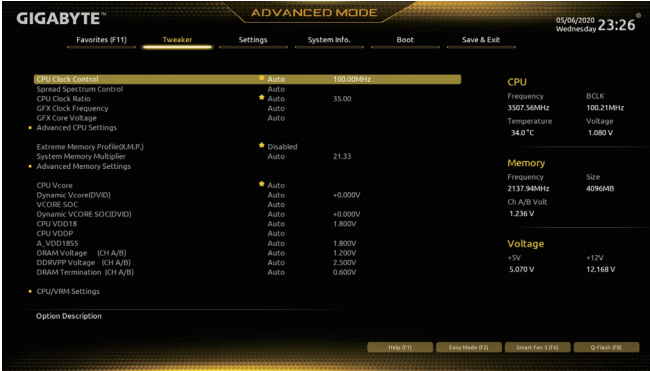 GIGABYTE™
ADVANCED MODE
05/06/2020
Wednesday 23:26
Favorites (F11) Tweaker Settings System Info. Boot Save & Exit
CPU Clock Control Auto 100.00MHz
Spread Spectrum Control Auto
CPU Clock Ratio Auto 35.00
GFX Clock Frequency Auto
GFX Core Voltage Auto
Advanced CPU Settings
Extreme Memory Profile(X.M.P.) Disabled
System Memory Multiplier Auto 21.33
Advanced Memory Settings
CPU Vcore Auto
Dynamic Vcore(DVID) Auto +0.000V
VCORE SOC Auto
Dynamic VCORE SOC(DVID) Auto +0.000V
CPU VDD18 Auto 1.800V
CPU VDDP Auto
A_VDD18S5 Auto 1.800V
DRAM Voltage (CH A/B) Auto 1.200V
DDRVPP Voltage (CH A/B) Auto 2.500V
DRAM Termination (CH A/B) Auto 0.600V
CPU/VRM Settings
Option Description
CPU
Frequency BCLK
3507.56MHz 100.21MHz
Temperature Voltage
34.0 °C 1.080 V
Memory
Frequency Size
2137.94MHz 4096MB
Ch A/B Volt
1.236 V
Voltage
+5V +12V
5.070 V 12.168 V
Help (F1) Easy Mode (F2) Smart Fan 5 (F6) Q-Flash (F8)